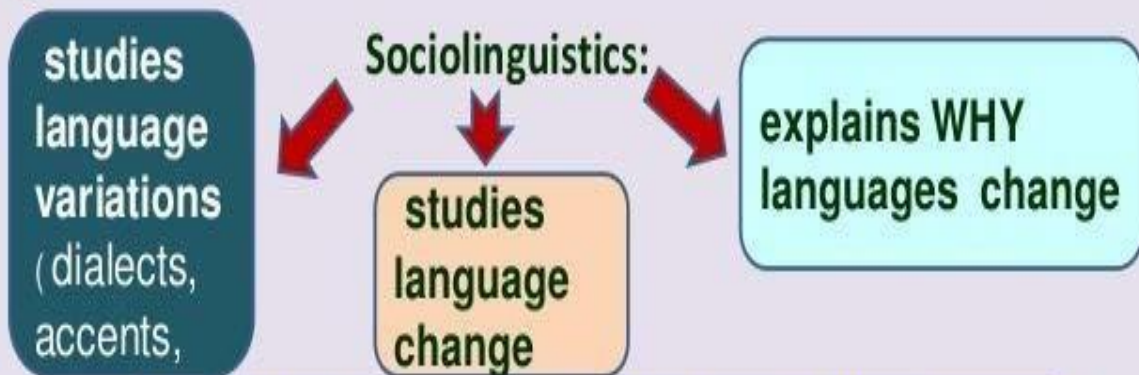 Sociolinguistics:
studies
language
variations
(dialects,
accents,
studies
language
change
explains WHY
languages change